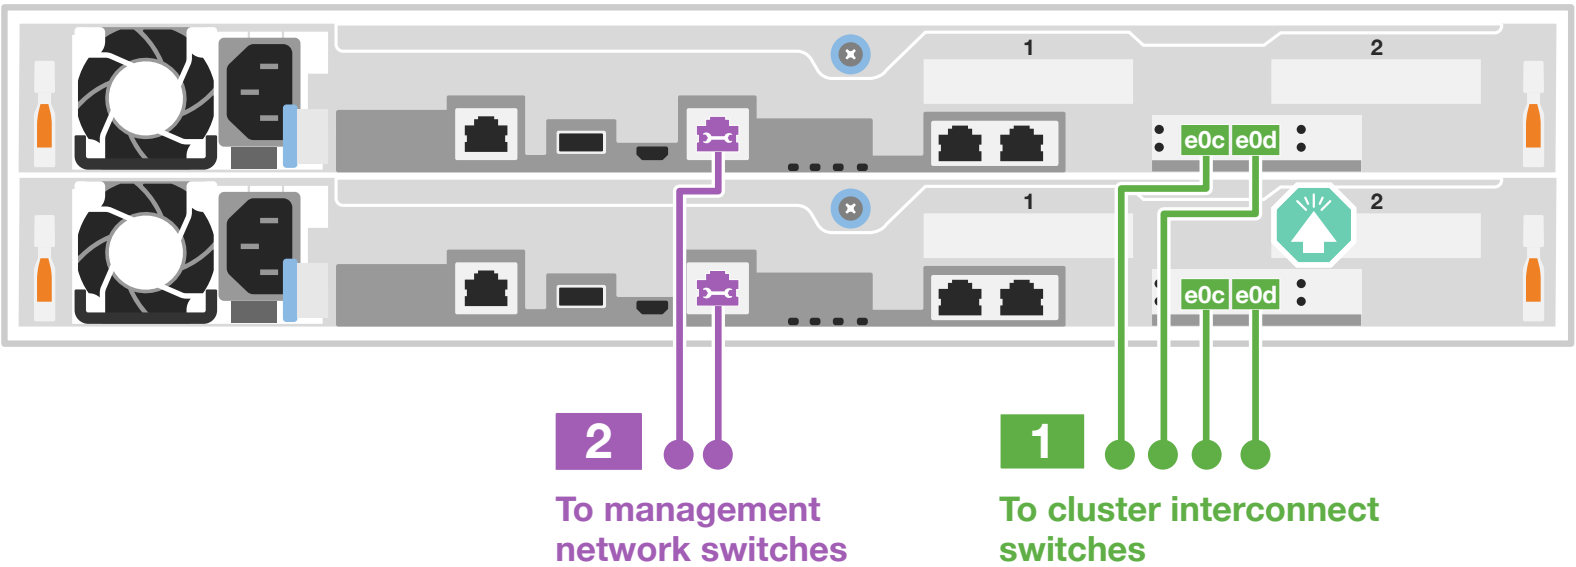 1 2
e0c e0d
1 2
e0c e0d
2
To management
network switches
1
To cluster interconnect
switches